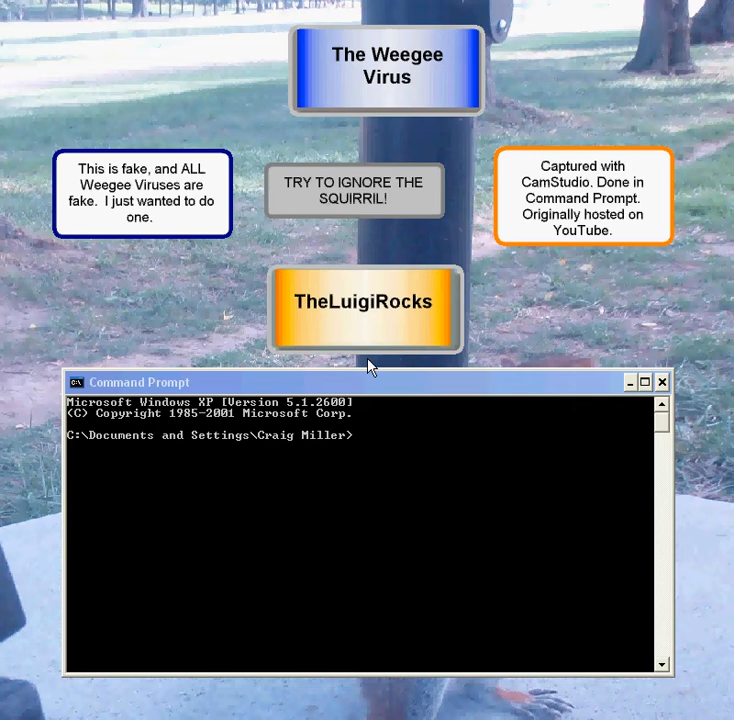 The Weegee
Virus
This is fake, and ALL
Weegee Viruses are
fake. I just wanted to do
one.
TRY TO IGNORE THE
SQUIRRIL!
Captured with
CamStudio. Done in
Command Prompt.
Originally hosted on
YouTube.
TheLuigiRocks
Command Prompt
Microsoft Windows XP [Version 5.1.2600]
(C) Copyright 1985-2001 Microsoft Corp.
C:\Documents and Settings\Craig Miller>